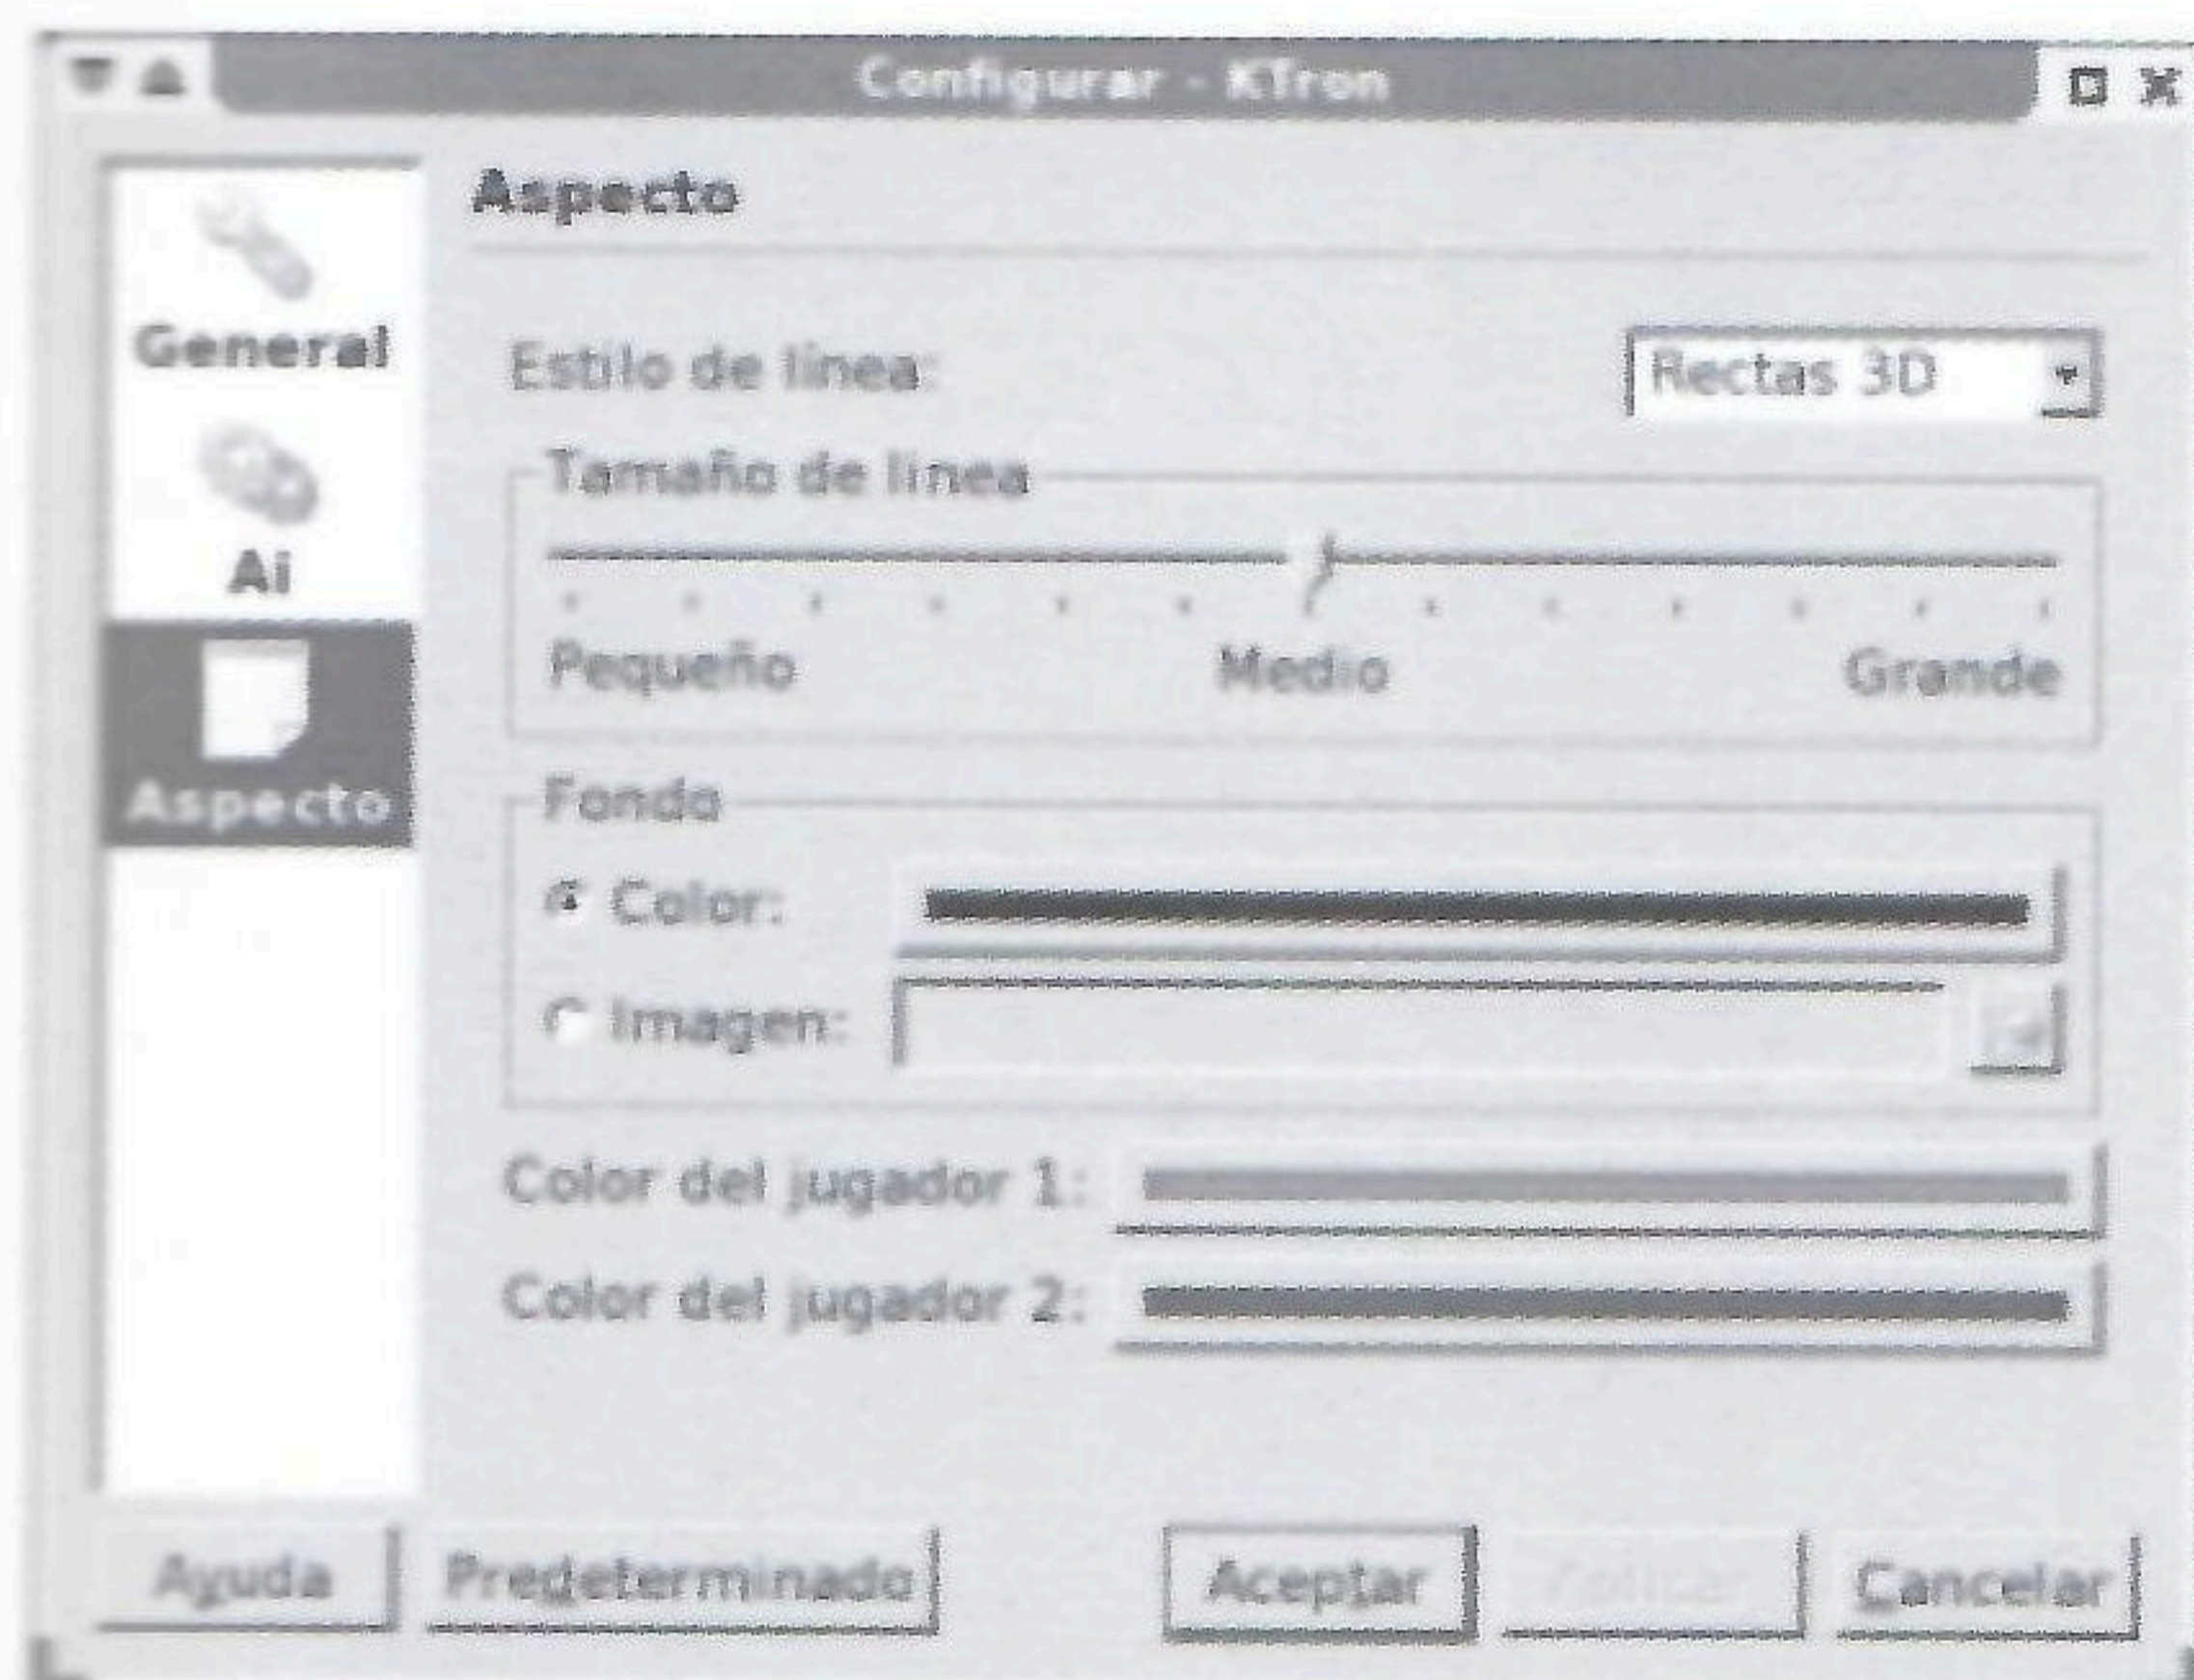 Configurar - KTron
Aspecto
General
Estilo de línea:
Rectas 3D
Tamaño de línea
Ai
Pequeño
Medio
Grande
Aspecto
Fondo
Color:
Imagen:
Color del jugador 1:
Color del jugador 2:
Ayuda
Predeterminado
Aceptar
Cancelar